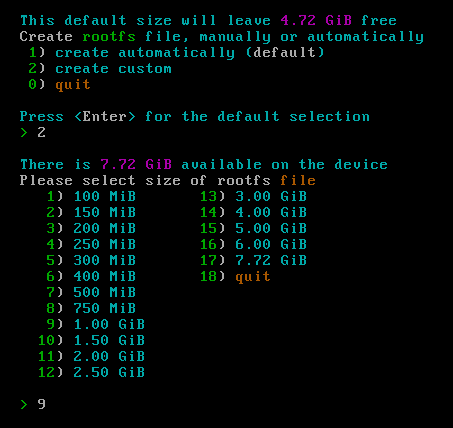 This default size will leave 4.72 GiB free
Create rootfs file, manually or automatically
1) create automatically (default)
2) create custom
0) quit
Press <Enter> for the default selection
> 2
There is 7.72 GiB available on the device
Please select size of rootfs file
1) 100 MiB 13) 3.00 GiB
2) 150 MiB 14) 4.00 GiB
3) 200 MiB 15) 5.00 GiB
4) 250 MiB 16) 6.00 GiB
5) 300 MiB 17) 7.72 GiB
6) 400 MiB 18) quit
7) 500 MiB
8) 750 MiB
9) 1.00 GiB
10) 1.50 GiB
11) 2.00 GiB
12) 2.50 GiB
> 9